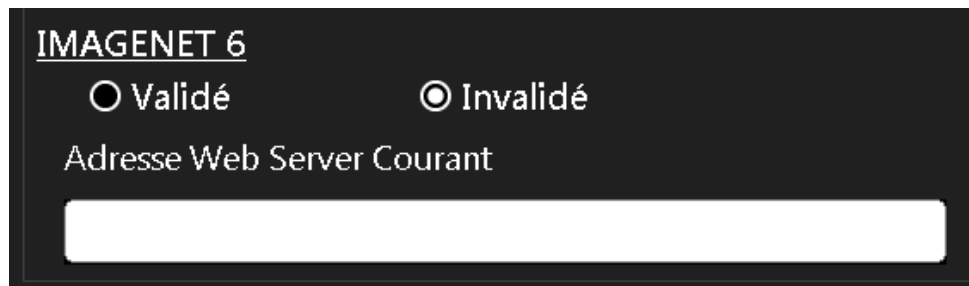 IMAGENET 6
Validé Invalidé
Adresse Web Server Courant